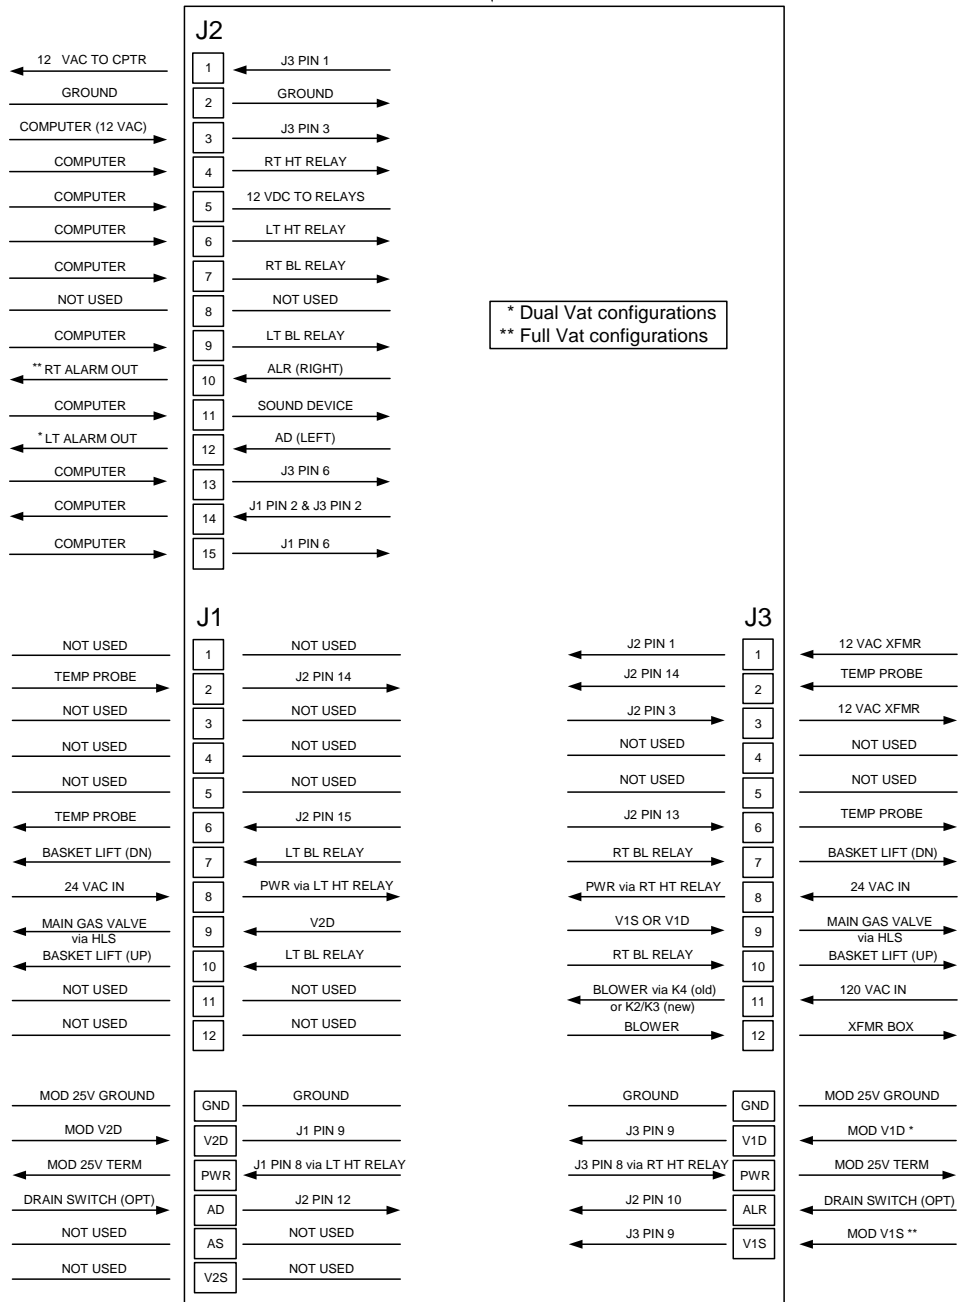 J2
12 VAC TO CPTR 1 J3 PIN 1
GROUND 2 GROUND
COMPUTER (12 VAC) 3 J3 PIN 3
COMPUTER 4 RT HT RELAY
COMPUTER 5 12 VDC TO RELAYS
COMPUTER 6 LT HT RELAY
COMPUTER 7 RT BL RELAY
NOT USED 8 NOT USED
COMPUTER 9 LT BL RELAY
** RT ALARM OUT 10 ALR (RIGHT)
COMPUTER 11 SOUND DEVICE
* LT ALARM OUT 12 AD (LEFT)
COMPUTER 13 J3 PIN 6
COMPUTER 14 J1 PIN 2 & J3 PIN 2
COMPUTER 15 J1 PIN 6
* Dual Vat configurations
** Full Vat configurations
J1
NOT USED 1 NOT USED
TEMP PROBE 2 J2 PIN 14
NOT USED 3 NOT USED
NOT USED 4 NOT USED
NOT USED 5 NOT USED
TEMP PROBE 6 J2 PIN 15
BASKET LIFT (DN) 7 LT BL RELAY
24 VAC IN 8 PWR via LT HT RELAY
MAIN GAS VALVE 9 V2D
via HLS
BASKET LIFT (UP) 10 LT BL RELAY
NOT USED 11 NOT USED
NOT USED 12 NOT USED
J3
J2 PIN 1 1 12 VAC XFMR
J2 PIN 14 2 TEMP PROBE
J2 PIN 3 3 12 VAC XFMR
NOT USED 4 NOT USED
NOT USED 5 NOT USED
J2 PIN 13 6 TEMP PROBE
RT BL RELAY 7 BASKET LIFT (DN)
PWR via RT HT RELAY 8 24 VAC IN
V1S OR V1D 9 MAIN GAS VALVE
via HLS
RT BL RELAY 10 BASKET LIFT (UP)
BLOWER via K4 (old) 11 120 VAC IN
or K2/K3 (new)
BLOWER 12 XFMR BOX
MOD 25V GROUND GND GROUND
MOD V2D V2D J1 PIN 9
MOD 25V TERM PWR J1 PIN 8 via LT HT RELAY
DRAIN SWITCH (OPT) AD J2 PIN 12
NOT USED AS NOT USED
NOT USED V2S NOT USED
GROUND GND MOD 25V GROUND
J3 PIN 9 V1D MOD V1D *
J3 PIN 8 via RT HT RELAY PWR MOD 25V TERM
J2 PIN 10 ALR DRAIN SWITCH (OPT)
J3 PIN 9 V1S MOD V1S **